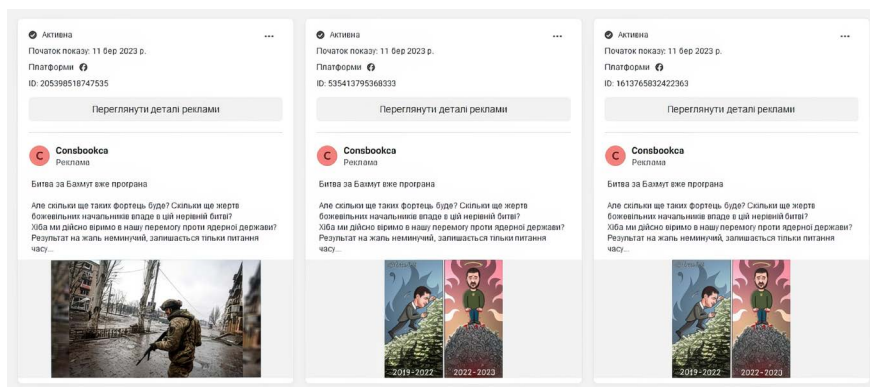 Активна
Початок показу: 11 бер 2023 р.
Платформи
ID: 205398518747535
Переглянути деталі реклами
C
Consbookca
Реклама
Битва за Бахмут вже програна
Але скільки ще таких фортець буде? Скільки ще жертв
божевільних начальників впаде в цій нерівній битві?
Хіба ми дійсно віримо в нашу перемогу проти ядерної держави?
Результат на жаль неминучий, запишається тільки питання
часу...
Активна
Початок показу: 11 бер 2023 р.
Платформи
ID: 535413795368333
Переглянути деталі реклами
C
Consbookca
Реклама
Битва за Бахмут вже програна
Але скільки ще таких фортець буде? Скільки ще жертв
божевільних начальників впаде в цій нерівній битві?
Хіба ми дійсно віримо в нашу перемогу проти ядерної держави?
Результат на жаль неминучий, запишається тільки питання
часу...
2019-2022
2022-2023
Активна
Початок показу: 11 бер 2023 р.
Платформи
ID: 1613765832422363
Переглянути деталі реклами
C
Consbookca
Реклама
Битва за Бахмут вже програна
Але скільки ще таких фортець буде? Скільки ще жертв
божевільних начальників впаде в цій нерівній битві?
Хіба ми дійсно віримо в нашу перемогу проти ядерної держави?
Результат на жаль неминучий, запишається тільки питання
часу...
2019-2022
2022-2023